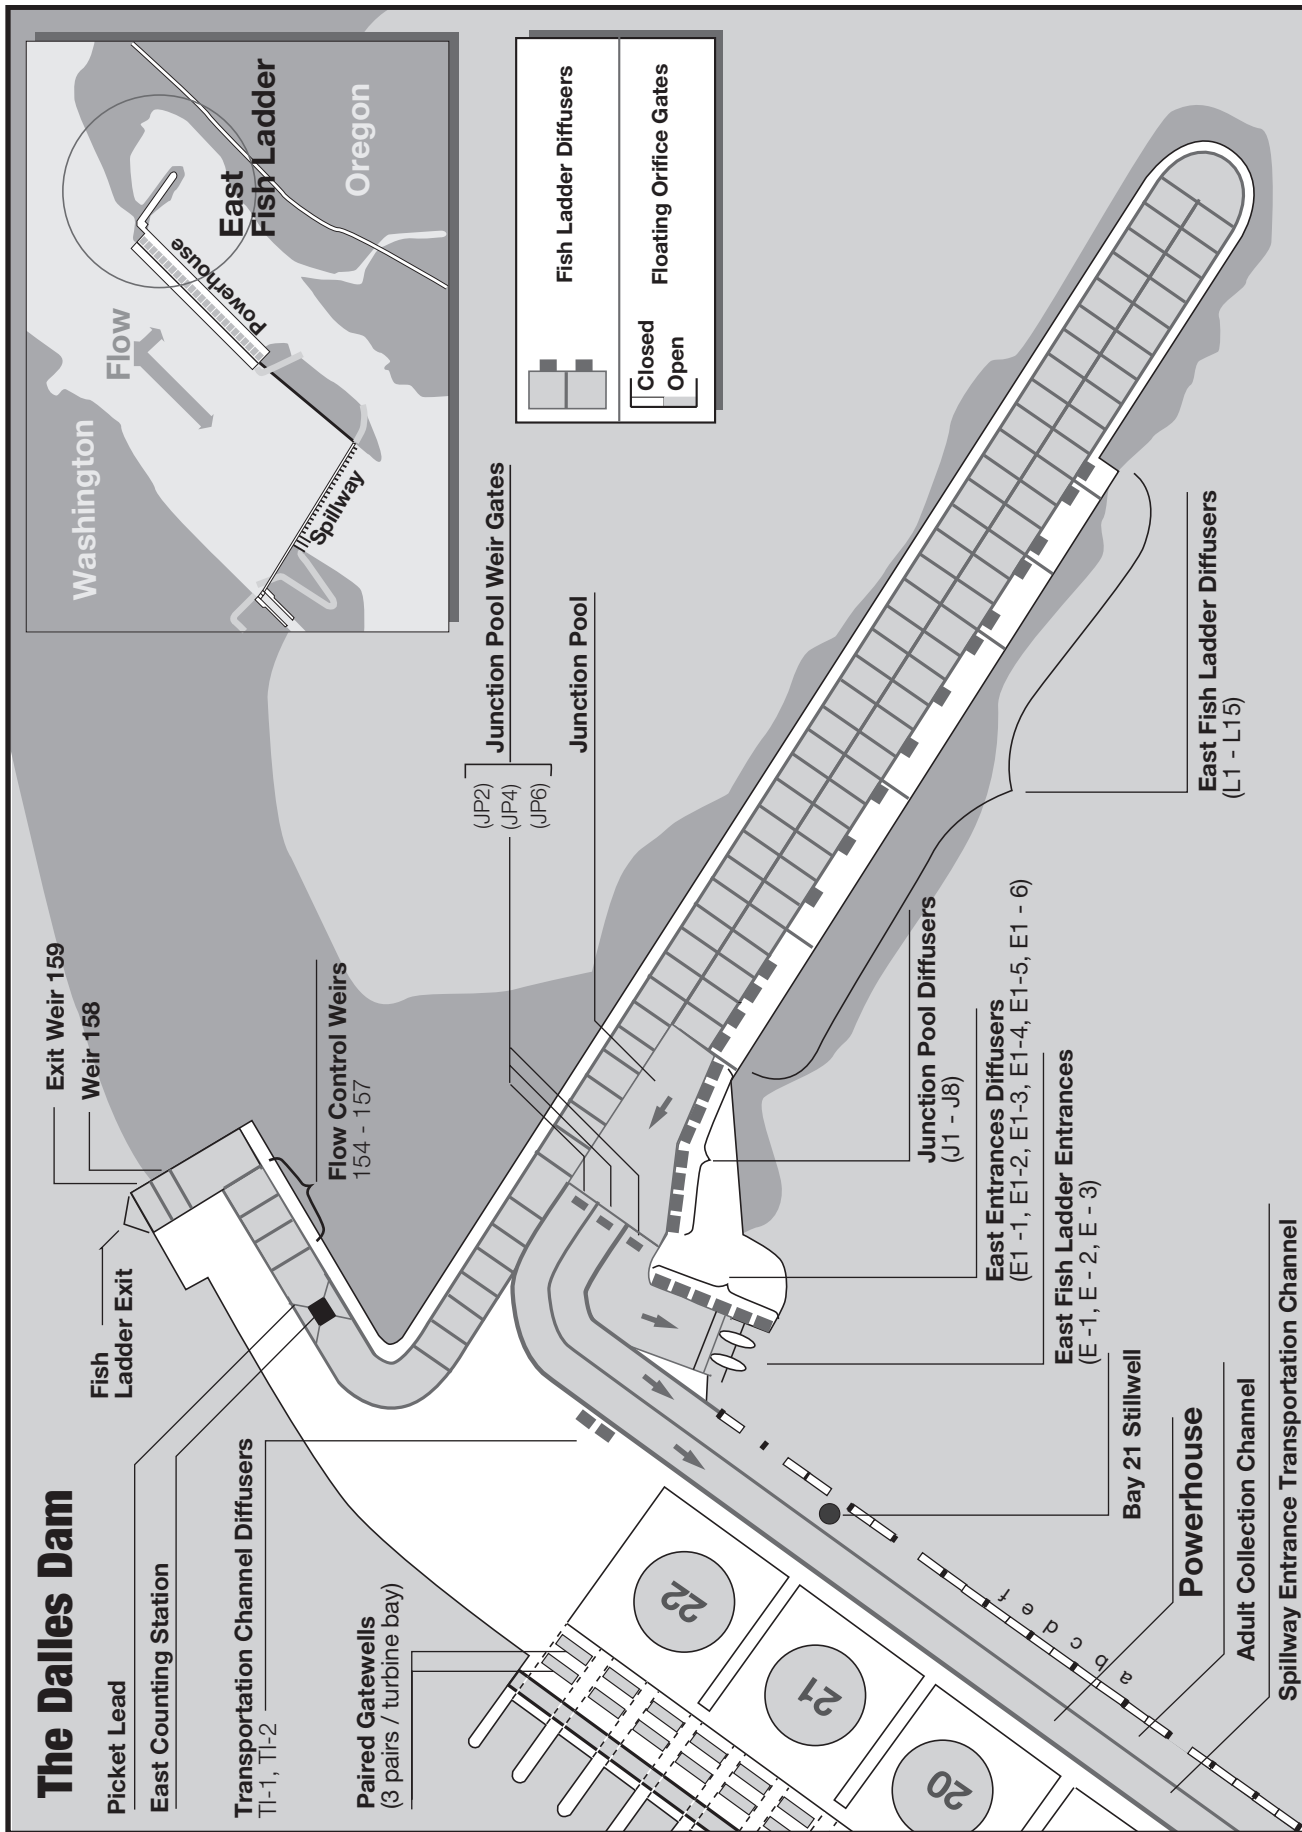 The Dalles Dam
Picket Lead
East Counting Station
Transportation Channel Diffusers
TI-1, TI-2
Paired Gatewells
(3 pairs / turbine bay)
Fish
Ladder Exit
Exit Weir 159
Weir 158
Flow Control Weirs
154 - 157
(JP2)
(JP4)
(JP6)
Junction Pool Weir Gates
Junction Pool
Washington
Flow
Spillway
Powerhouse
East
Fish Ladder
Oregon
Fish Ladder Diffusers
Closed
Open
Floating Orifice Gates
East Fish Ladder Diffusers
(L1 - L15)
Junction Pool Diffusers
(J1 - J8)
East Entrances Diffusers
(E1 -1, E1-2, E1-3, E1-4, E1-5, E1 - 6)
East Fish Ladder Entrances
(E -1, E - 2, E - 3)
Bay 21 Stillwell
Powerhouse
Adult Collection Channel
Spillway Entrance Transportation Channel
22
21
20
a b c d e f